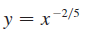 y = x^{-2/5}